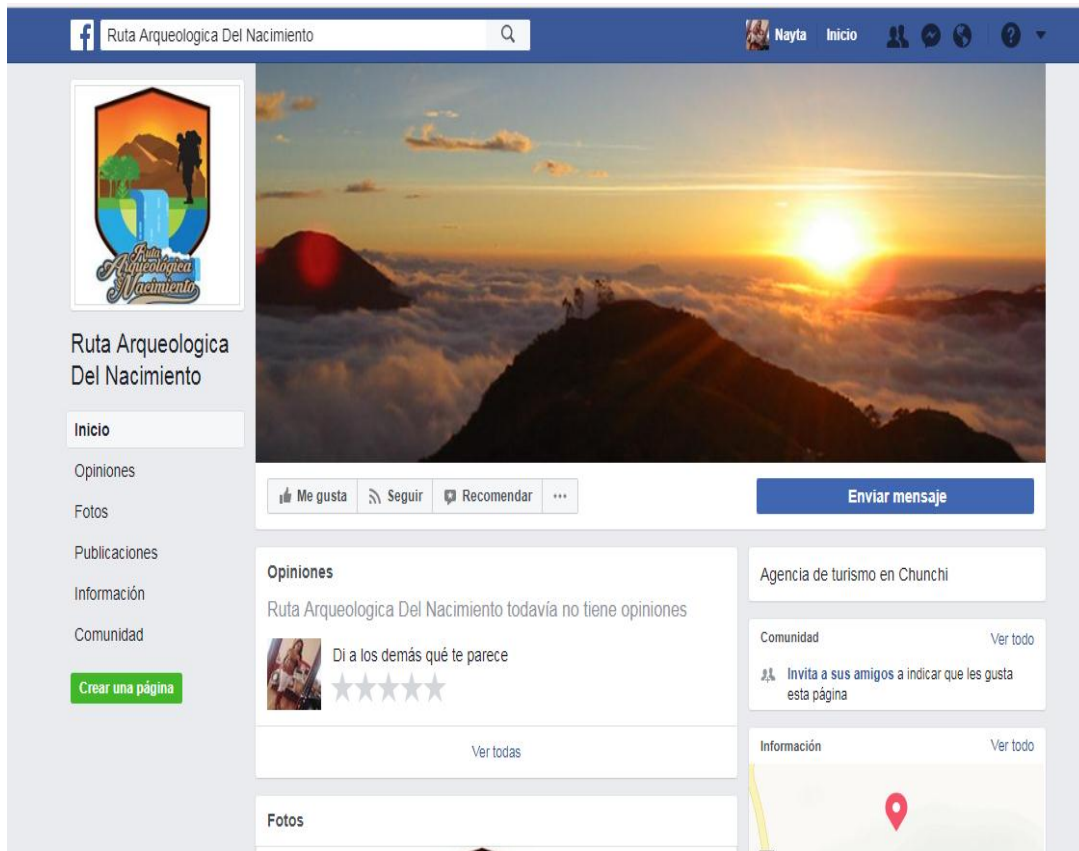 Ruta Arqueologica Del Nacimiento
Nayta
Inicio
Ruta
Arqueológica
Nacimiento
Ruta Arqueologica
Del Nacimiento
Inicio
Opiniones
Fotos
Publicaciones
Información
Comunidad
Crear una página
Me gusta
Seguir
Recomendar
Enviar mensaje
Opiniones
Ruta Arqueologica Del Nacimiento todavía no tiene opiniones
Di a los demás qué te parece
Ver todas
Fotos
Agencia de turismo en Chunchi
Comunidad
Ver todo
Invita a sus amigos a indicar que les gusta
esta página
Información
Ver todo